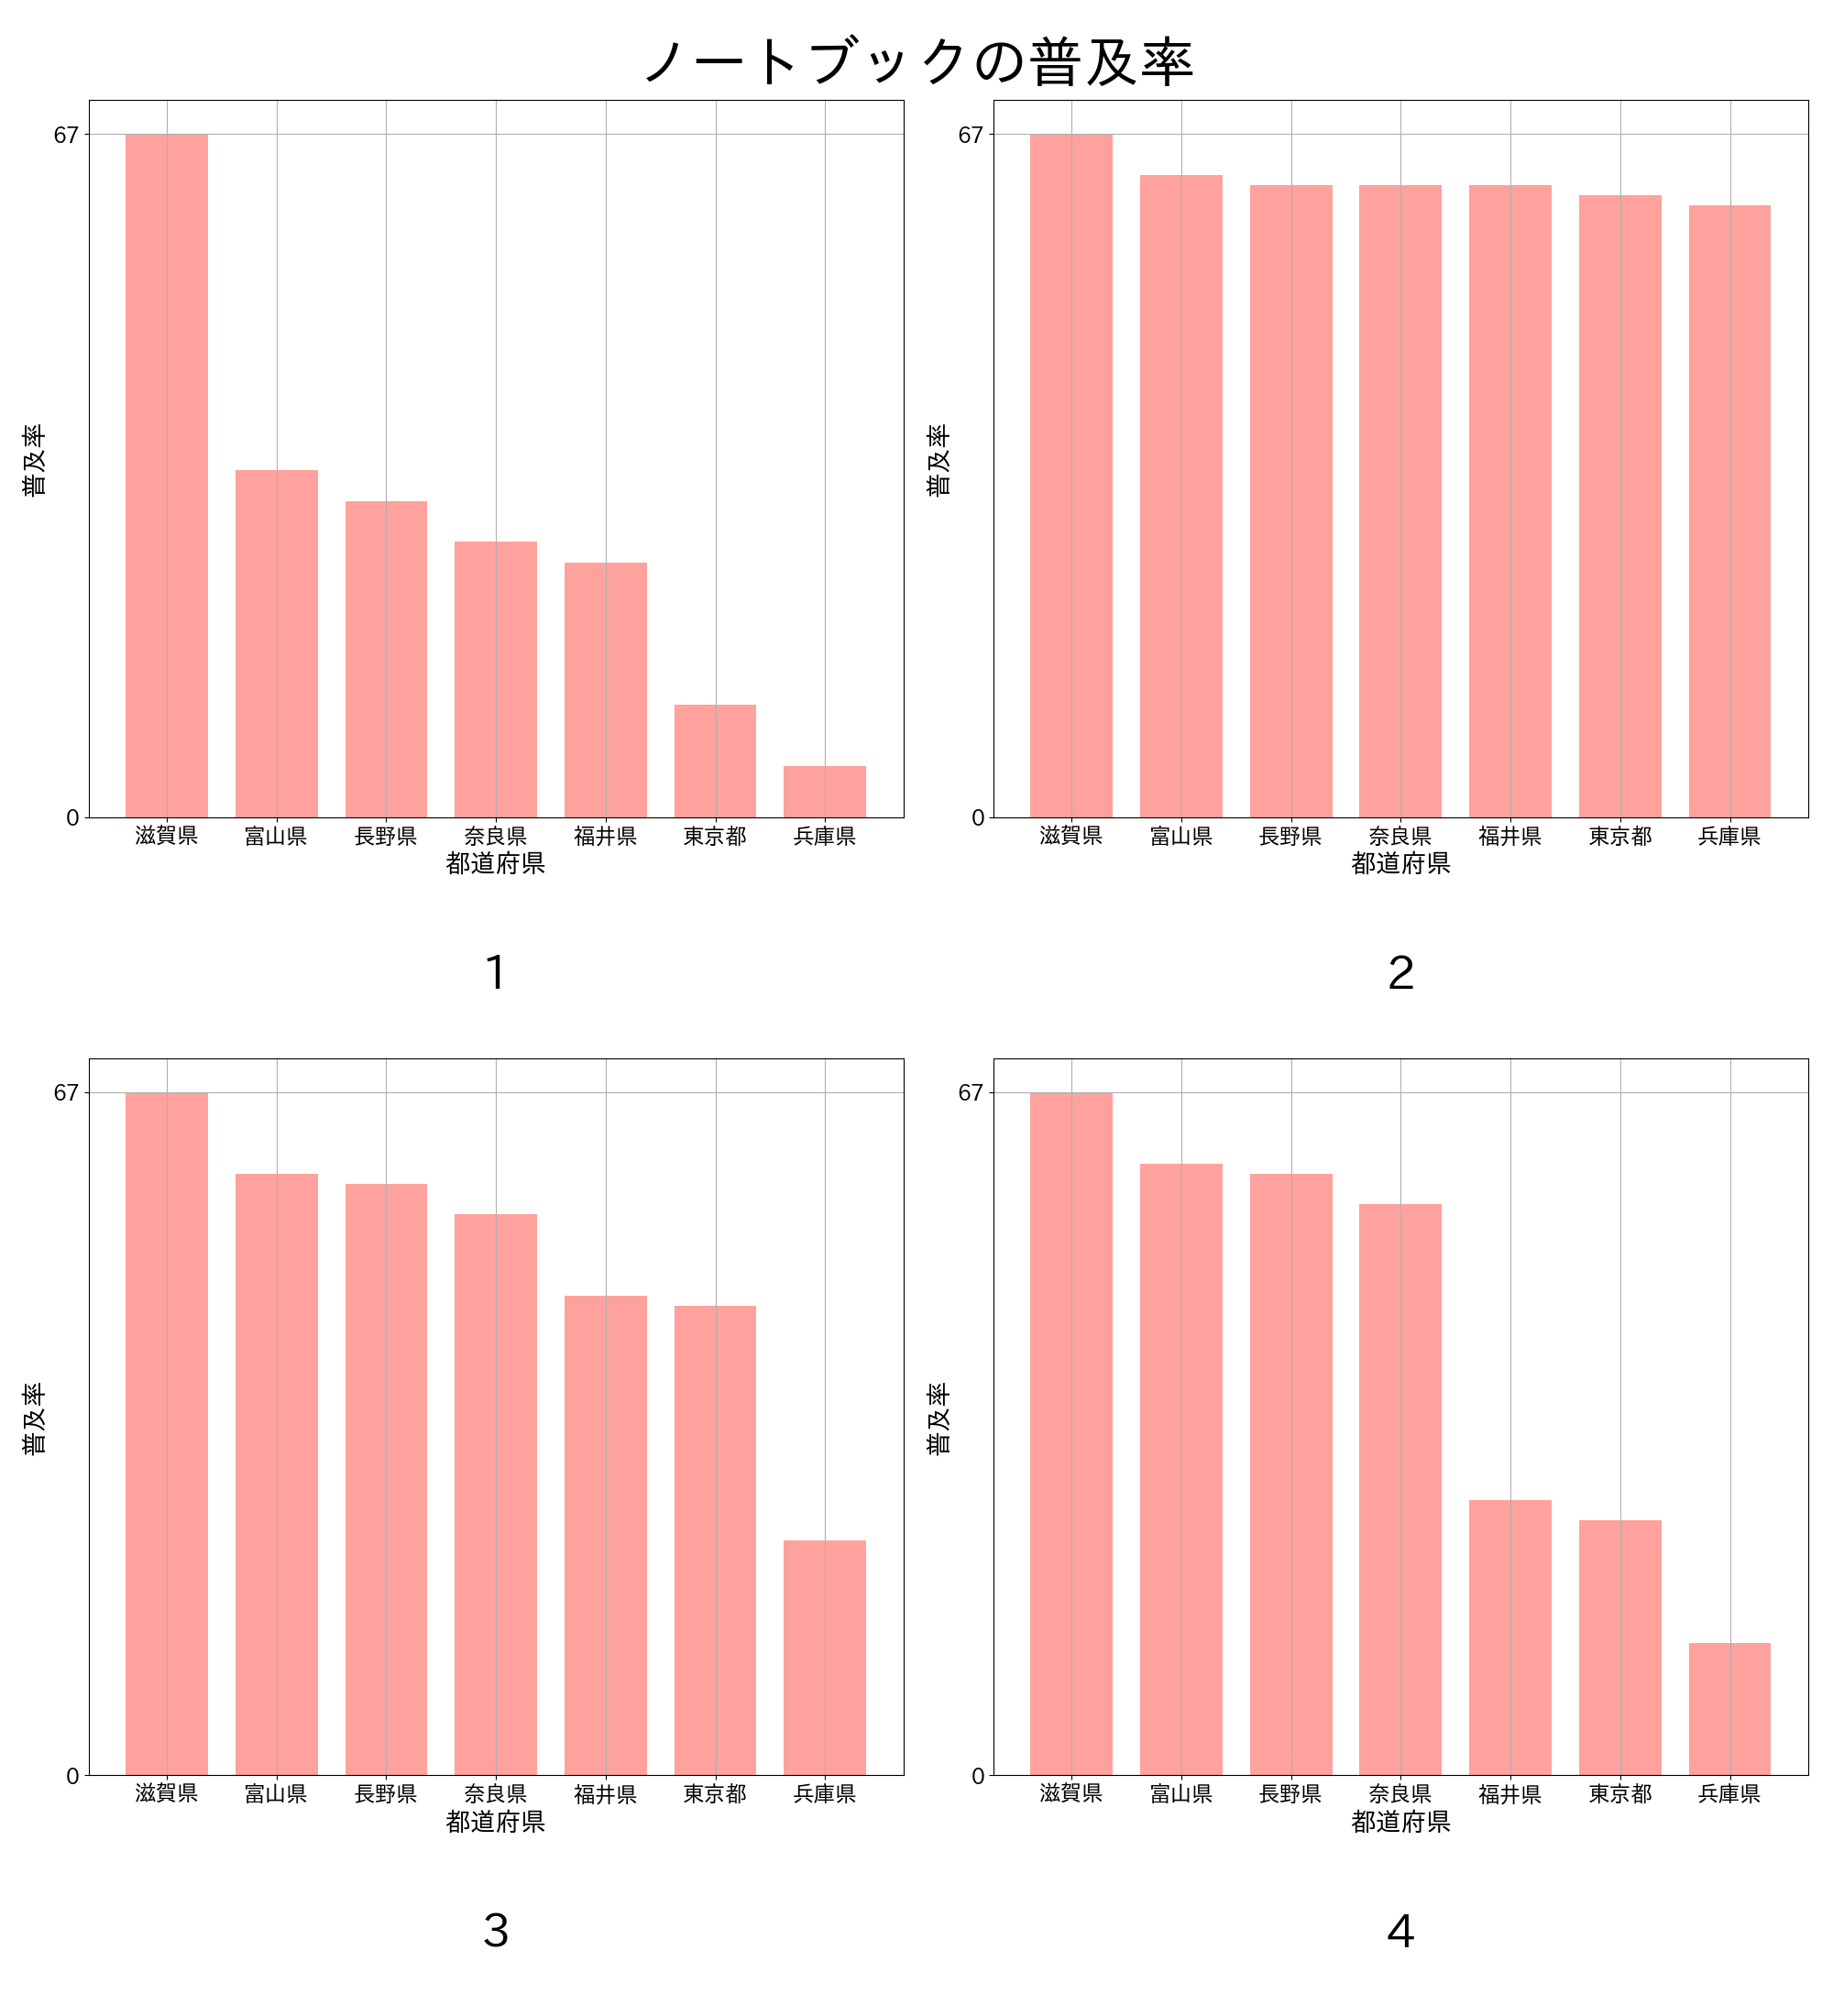 ノートブックの普及率
67
0
普及率
滋賀県 富山県 長野県 奈良県 福井県 東京都 兵庫県
都道府県
1
67
0
普及率
滋賀県 富山県 長野県 奈良県 福井県 東京都 兵庫県
都道府県
2
67
0
普及率
滋賀県 富山県 長野県 奈良県 福井県 東京都 兵庫県
都道府県
3
67
0
普及率
滋賀県 富山県 長野県 奈良県 福井県 東京都 兵庫県
都道府県
4